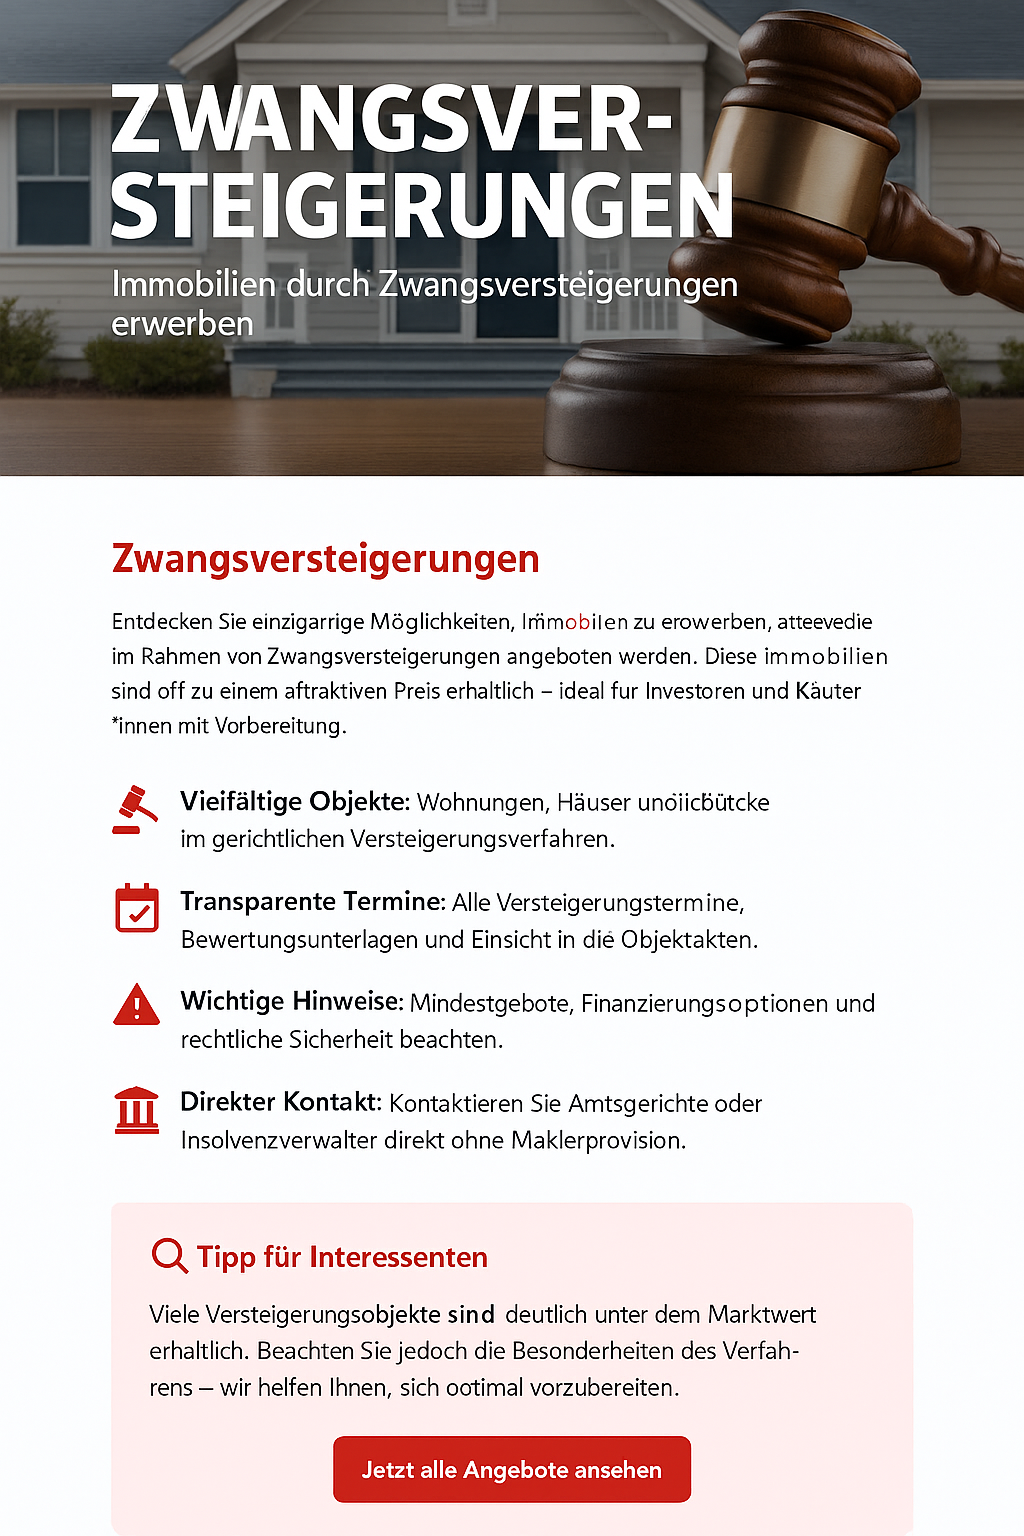 ZWANGSVER-
STEIGERUNGEN
Immobilien durch Zwangsversteigerungen
erwerben
Zwangsversteigerungen
Entdecken Sie einzigarrige Möglichkeiten, zu erowerben, atteevedie
im Rahmen von Zwangsversteigerungen angeboten werden. Diese immobilien
sind off zu einem aftraktiven Preis erhaltlich – ideal fur Investoren und Käuter
*innen mit Vorbereitung.
Vieifältige Objekte: Wohnungen, Häuser
im gerichtlichen Versteigerungsverfahren.
Transparente Termine: Alle Versteigerungstermine,
Bewertungsunterlagen und Einsicht in die Objektakten.
Wichtige Hinweise: Mindestgebote, Finanzierungsoptionen und
rechtliche Sicherheit beachten.
Direkter Kontakt: Kontaktieren Sie Amtsgerichte oder
Insolvenzverwalter direkt ohne Maklerprovision.
Tipp für Interessenten
Viele Versteigerungsobjekte sind deutlich unter dem Marktwert
erhaltlich. Beachten Sie jedoch die Besonderheiten des Verfah-
rens – wir helfen Ihnen, sich ootimal vorzubereiten.
Jetzt alle Angebote ansehen